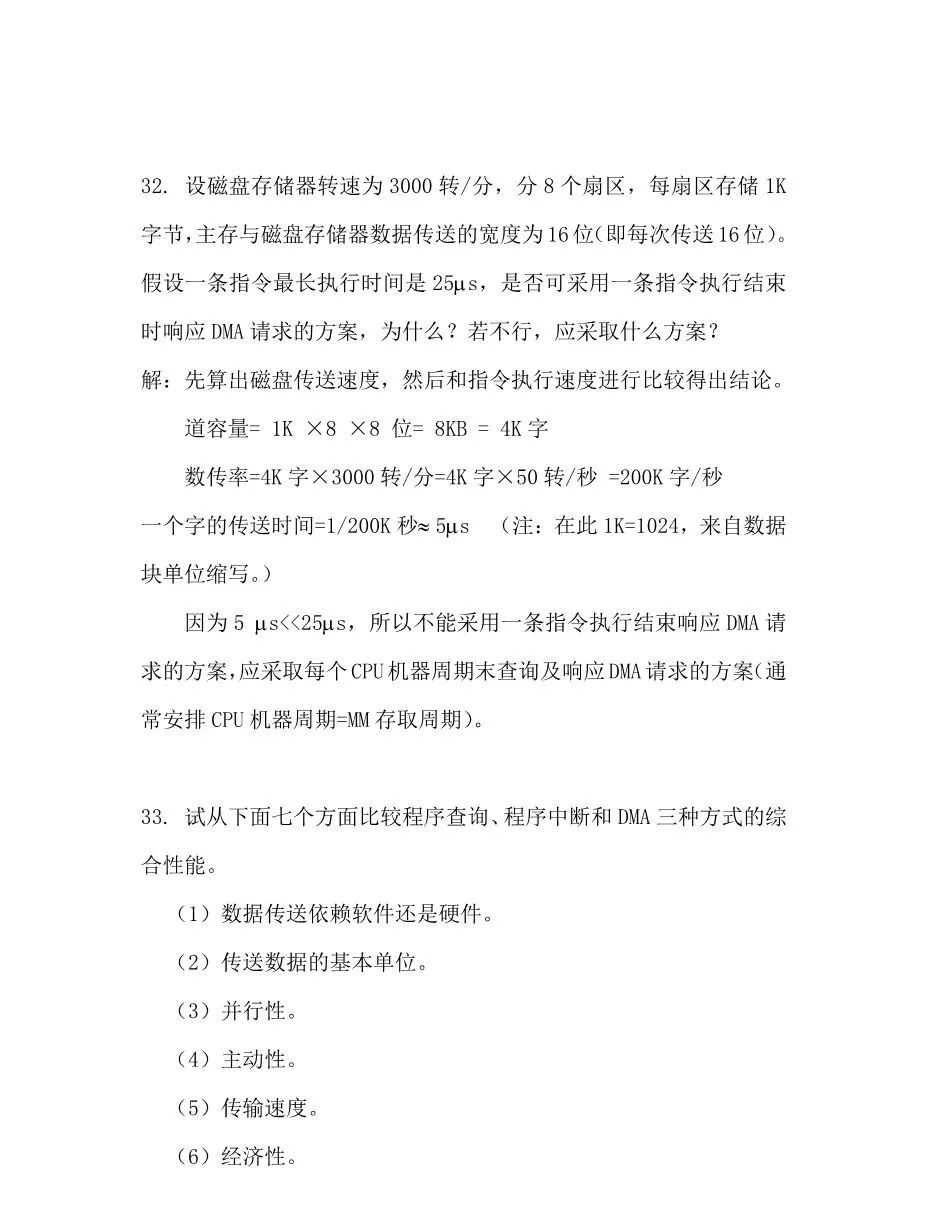 32. 设磁盘存储器转速为 3000 转/分，分 8 个扇区，每扇区存储 1K
字节，主存与磁盘存储器数据传送的宽度为 16 位（即每次传送 16 位）。
假设一条指令最长执行时间是 25μs，是否可采用一条指令执行结束
时响应 DMA 请求的方案，为什么？若不行，应采取什么方案？
解：先算出磁盘传送速度，然后和指令执行速度进行比较得出结论。
道容量= 1K ×8 ×8 位= 8KB = 4K 字
数传率=4K 字×3000 转/分=4K 字×50 转/秒 =200K 字/秒
一个字的传送时间=1/200K 秒≈ 5μs （注：在此 1K=1024，来自数据
块单位缩写。）
因为 5 μs<<25μs，所以不能采用一条指令执行结束响应 DMA 请
求的方案，应采取每个 CPU 机器周期末查询及响应 DMA 请求的方案（通
常安排 CPU 机器周期=MM 存取周期）。
33. 试从下面七个方面比较程序查询、程序中断和 DMA 三种方式的综
合性能。
（1）数据传送依赖软件还是硬件。
（2）传送数据的基本单位。
（3）并行性。
（4）主动性。
（5）传输速度。
（6）经济性。